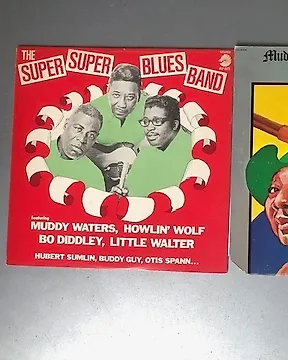 THE
SUPER SUPER BLUES BAND
featuring
MUDDY WATERS, HOWLIN' WOLF
BO DIDDLEY, LITTLE WALTER
HUBERT SUMLIN, BUDDY GUY, OTIS SPANN...
Mud